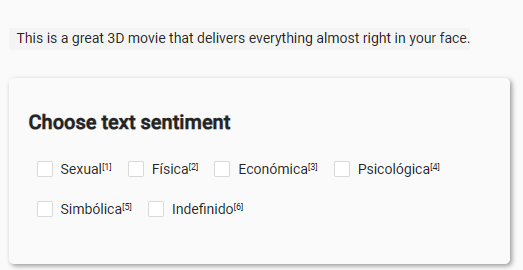 This is a great 3D movie that delivers everything almost right in your face.
Choose text sentiment
Sexual[1] Física[2] Económica[3] Psicológica[4]
Simbólica[5] Indefinido[6]